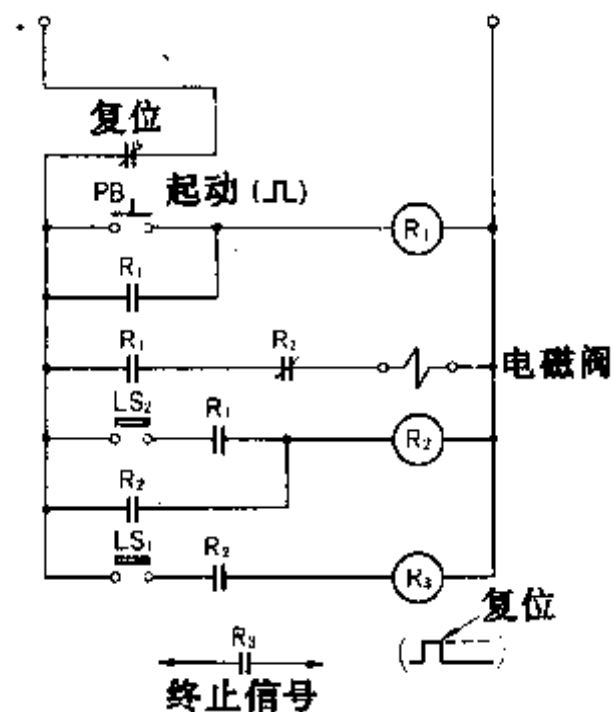 复位
PB 起动
R₁
R₁
R₁ R₂ 电磁阀
LS₂ R₁
R₂
R₂
LS₁ R₂
R₃
复位
R₃
终止信号